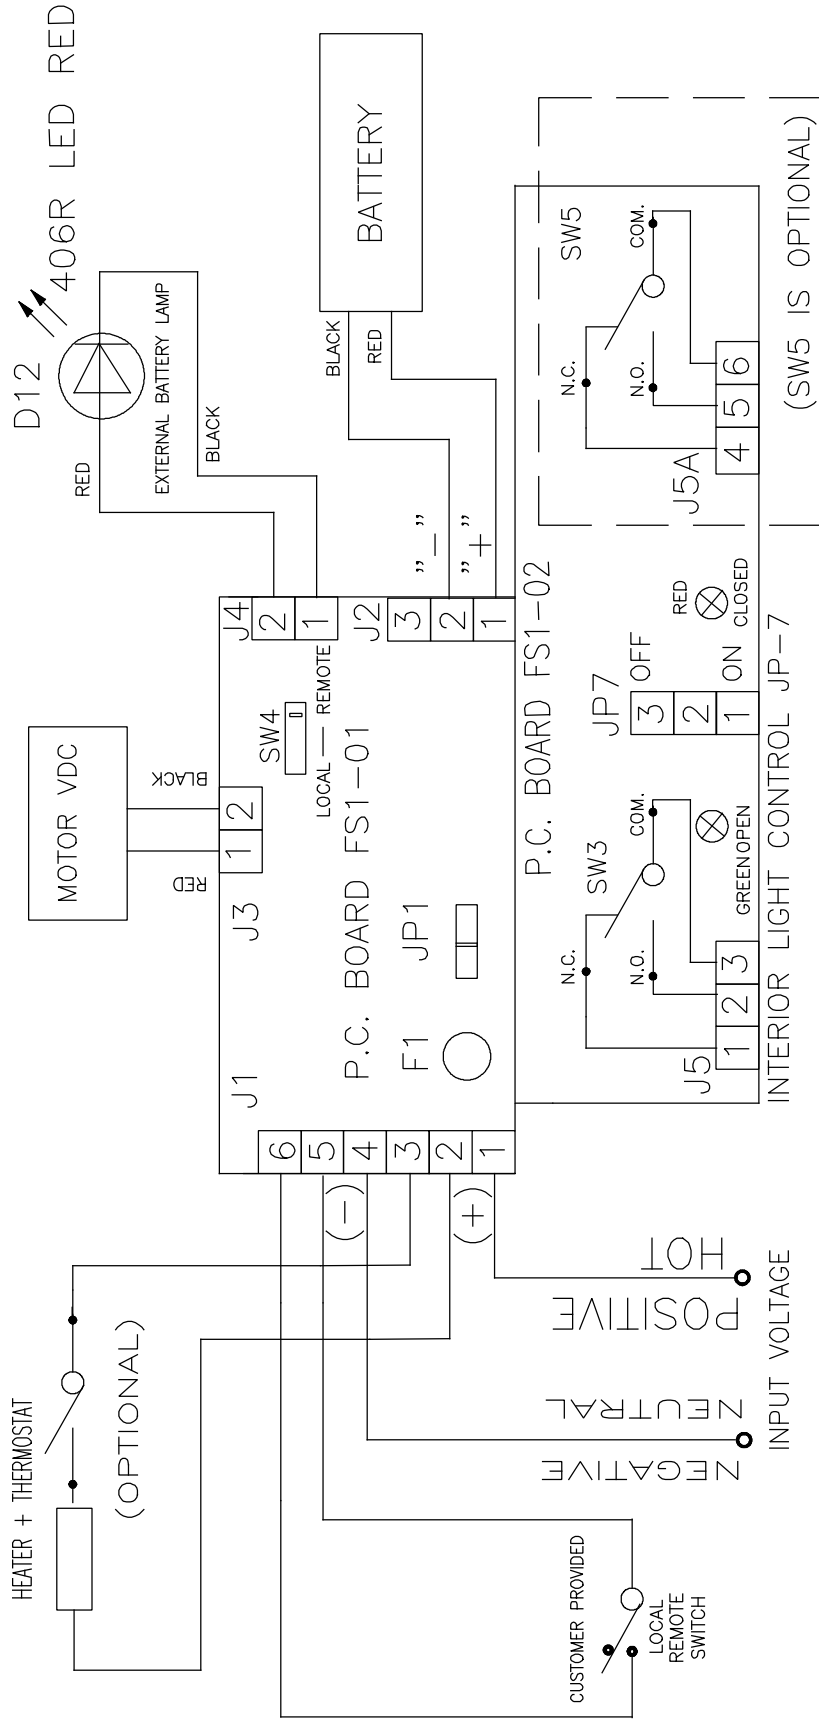 HEATER + THERMOSTAT
(OPTIONAL)
MOTOR VDC
RED
BLACK
D12
406R LED RED
RED
EXTERNAL BATTERY LAMP
BLACK
BATTERY
BLACK
RED
"-"
"+"
J1
6
5
4
3
2
1
(-)
(+)
J3
1
2
J4
2
1
SW4
LOCAL — REMOTE
P.C. BOARD FS1-01
F1
JP1
J2
3
2
1
P.C. BOARD FS1-02
J5
1
2
3
N.C.
N.O.
SW3
COM.
GREEN
OPEN
JP7
3
2
1
OFF
ON
RED
CLOSED
J5A
4
5
6
N.C.
N.O.
SW5
COM.
(SW5 IS OPTIONAL)
INTERIOR LIGHT CONTROL JP-7
POSITIVE
HOT
NEGATIVE
NEUTRAL
INPUT VOLTAGE
CUSTOMER PROVIDED
LOCAL
REMOTE
SWITCH